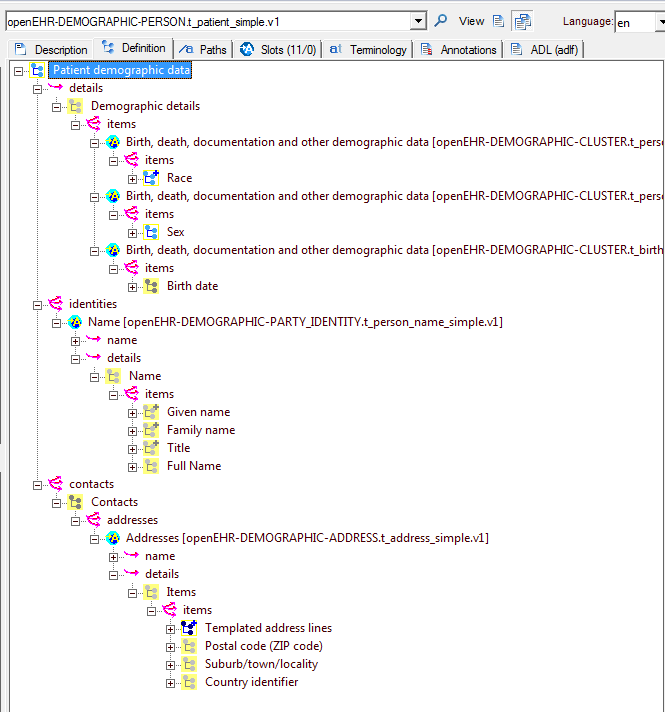 openEHR-DEMOGRAPHIC-PERSON.t_patient_simple.v1 View Language: en
Description Definition Paths Slots (11/0) Terminology Annotations ADL (adlf)
Patient demographic data
details
Demographic details
items
Birth, death, documentation and other demographic data [openEHR-DEMOGRAPHIC-CLUSTER.t_perso
items
Race
Birth, death, documentation and other demographic data [openEHR-DEMOGRAPHIC-CLUSTER.t_perso
items
Sex
Birth, death, documentation and other demographic data [openEHR-DEMOGRAPHIC-CLUSTER.t_birth
items
Birth date
identities
Name [openEHR-DEMOGRAPHIC-PARTY_IDENTITY.t_person_name_simple.v1]
name
details
Name
items
Given name
Family name
Title
Full Name
contacts
Contacts
addresses
Addresses [openEHR-DEMOGRAPHIC-ADDRESS.t_address_simple.v1]
name
details
Items
items
Templated address lines
Postal code (ZIP code)
Suburb/town/locality
Country identifier